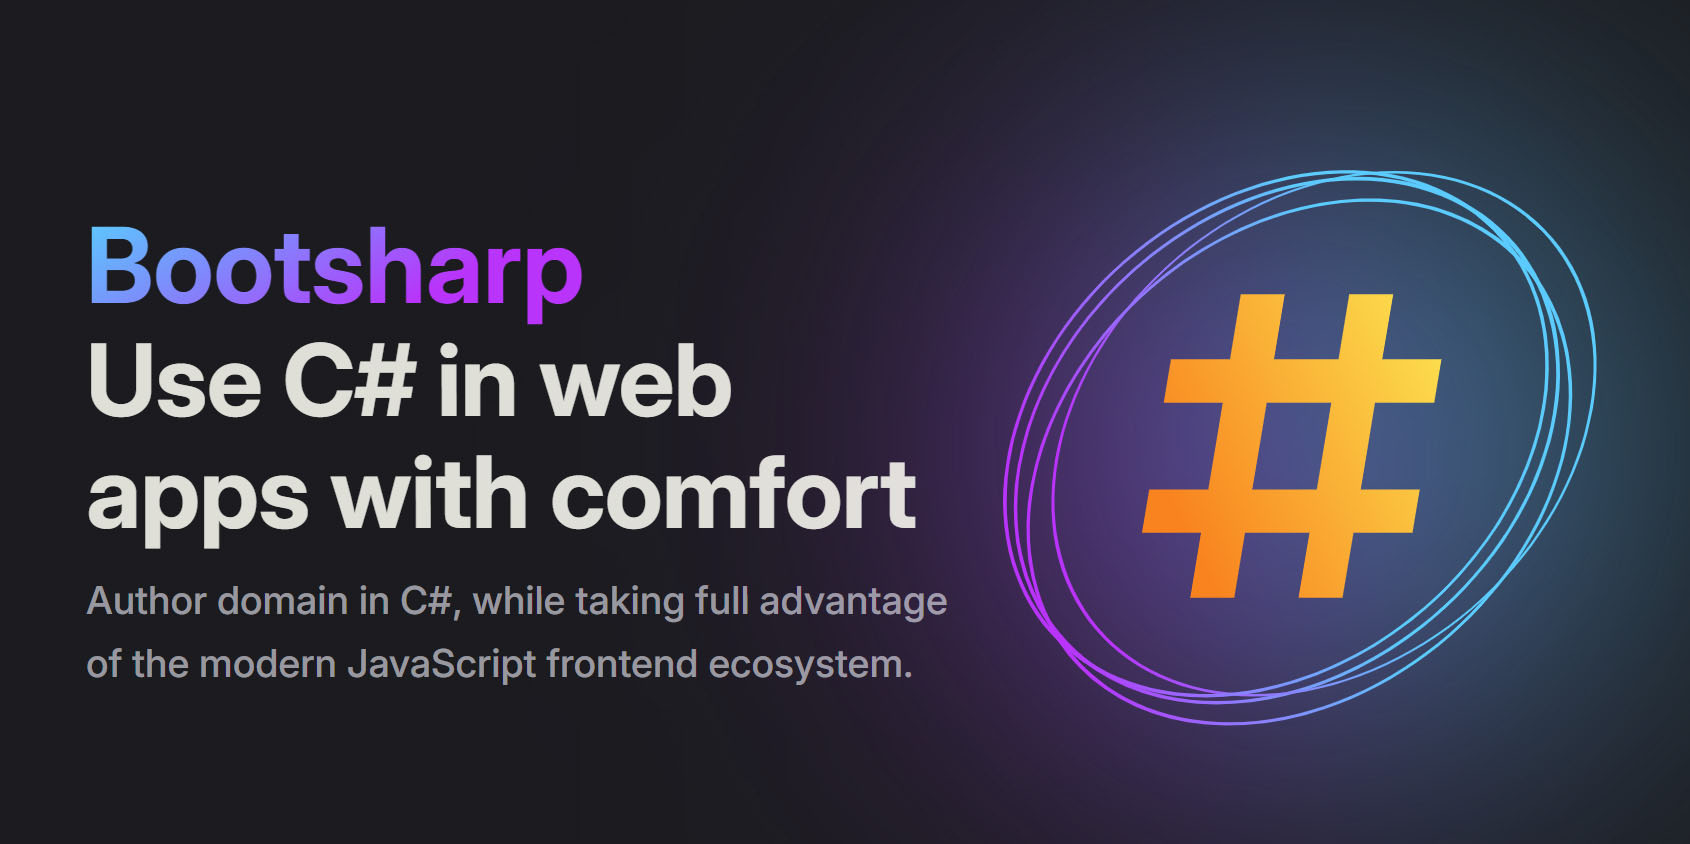 Bootsharp
Use C# in web
apps with comfort
Author domain in C#, while taking full advantage
of the modern JavaScript frontend ecosystem.
#